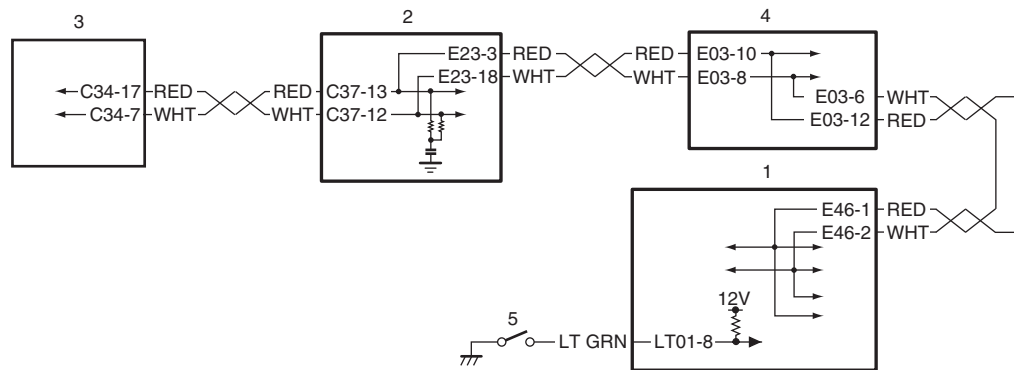 3
2
4
E23-3 RED RED E03-10
E23-18 WHT WHT E03-8
C34-17 RED RED C37-13
C34-7 WHT WHT C37-12
E03-6 WHT
E03-12 RED
1
E46-1 RED
E46-2 WHT
12V
5
LT GRN LT01-8